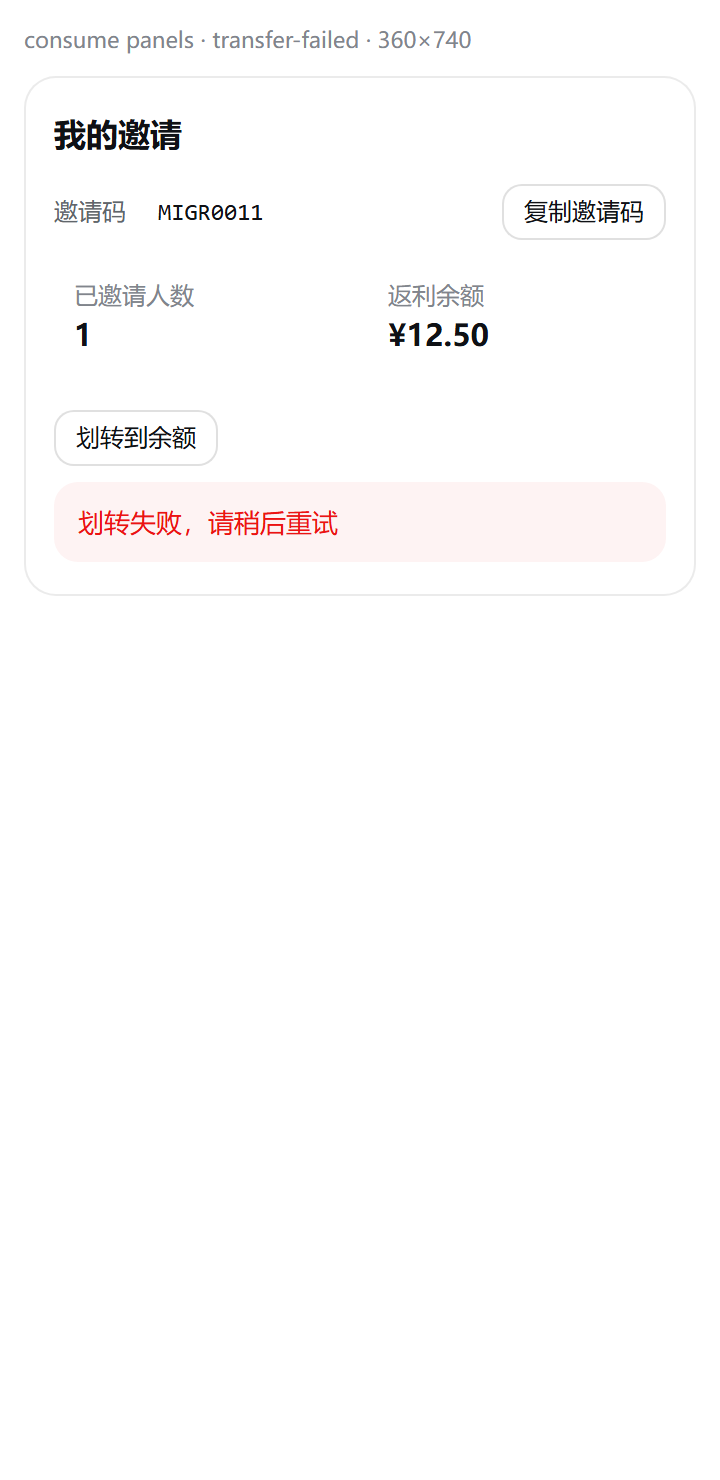 consume panels · transfer-failed · 360×740
我的邀请
邀请码 MIGR0011 复制邀请码
已邀请人数 返利余额
1 ¥12.50
划转到余额
划转失败，请稍后重试